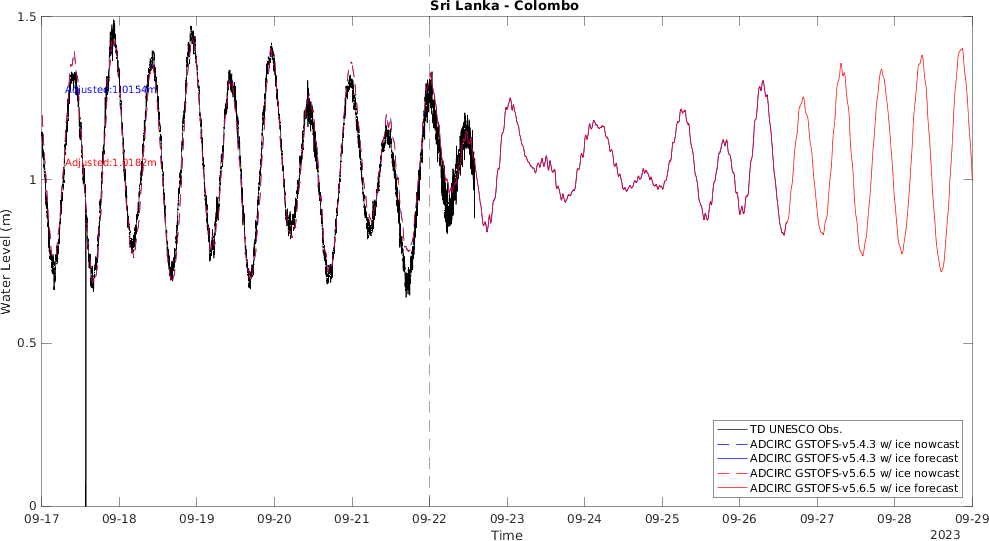 Sri Lanka - Colombo
1.5
Adjusted:1.0154m
Adjusted:1.0182m
1
Water Level (m)
0.5
TD UNESCO Obs.
ADCIRC GSTOFS-v5.4.3 w/ ice nowcast
ADCIRC GSTOFS-v5.4.3 w/ ice forecast
ADCIRC GSTOFS-v5.6.5 w/ ice nowcast
ADCIRC GSTOFS-v5.6.5 w/ ice forecast
0
09-17 09-18 09-19 09-20 09-21 09-22 09-23 09-24 09-25 09-26 09-27 09-28 09-29
Time 2023